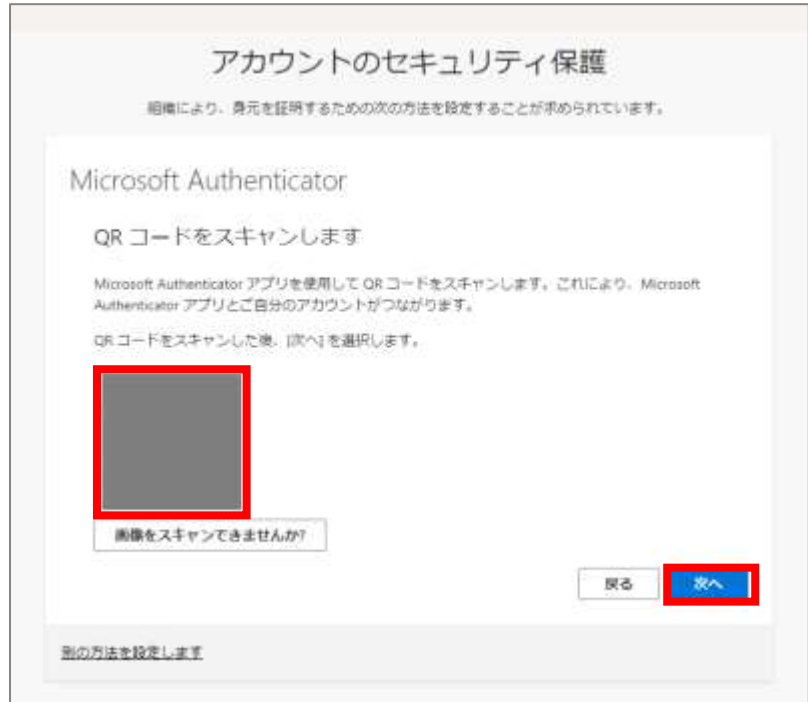 アカウントのセキュリティ保護
組織により、身元を証明するための次の方法を設定することが求められています。
Microsoft Authenticator
QR コードをスキャンします
Microsoft Authenticator アプリを使用して QR コードをスキャンします。これにより、Microsoft
Authenticator アプリとご自分のアカウントがつながります。
QR コードをスキャンした後、[次へ] を選択します。
画像をスキャンできませんか?
戻る
次へ
別の方法を設定します